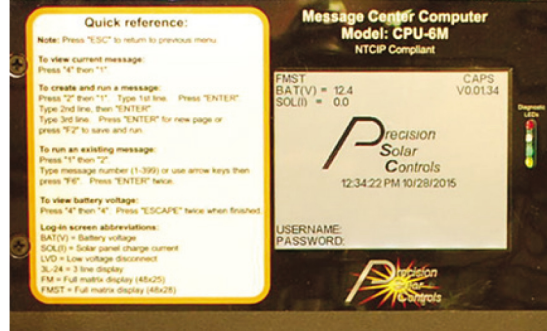 Quick reference:
Note: Press "ESC" to return to previous menu
To view current message:
Press "4" then "1".
To create and run a message:
Press "2" then "1". Type 1st line. Press "ENTER".
Type 2nd line, then "ENTER".
Type 3rd line. Press "ENTER" for new page or
press "F2" to save and run.
To run an existing message:
Press "1" then "2".
Type message number (1-399) or use arrow keys then
press "F6". Press "ENTER" twice.
To view battery voltage:
Press "4" then "4". Press "ESCAPE" twice when finished
Log-in screen abbreviations:
BAT(V) = Battery voltage
SOL(I) = Solar panel charge current
LVD = Low voltage disconnect
3L-24 = 3 line display
FM = Full matrix display (48x25)
FMST = Full matrix display (48x28)
Message Center Computer
Model: CPU-6M
NTCIP Compliant
FMST CAPS
BAT(V) = 12.4 V0.01.34
SOL(I) = 0.0
Precision
Solar
Controls
12:34:22 PM 10/28/2015
USERNAME:
PASSWORD:
Diagnostic
LEDs
Precision
Solar
Controls